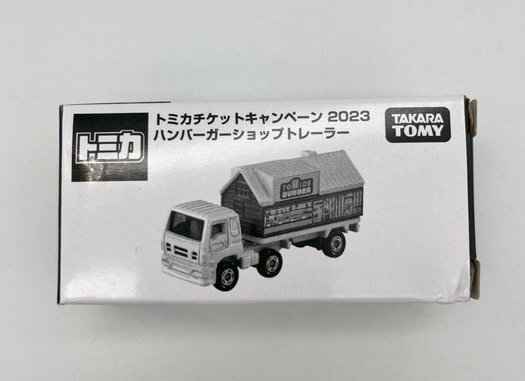 トミカ
トミカチケットキャンペーン 2023
ハンバーガーショップトレーラー
TAKARA
TOMY
BURGER